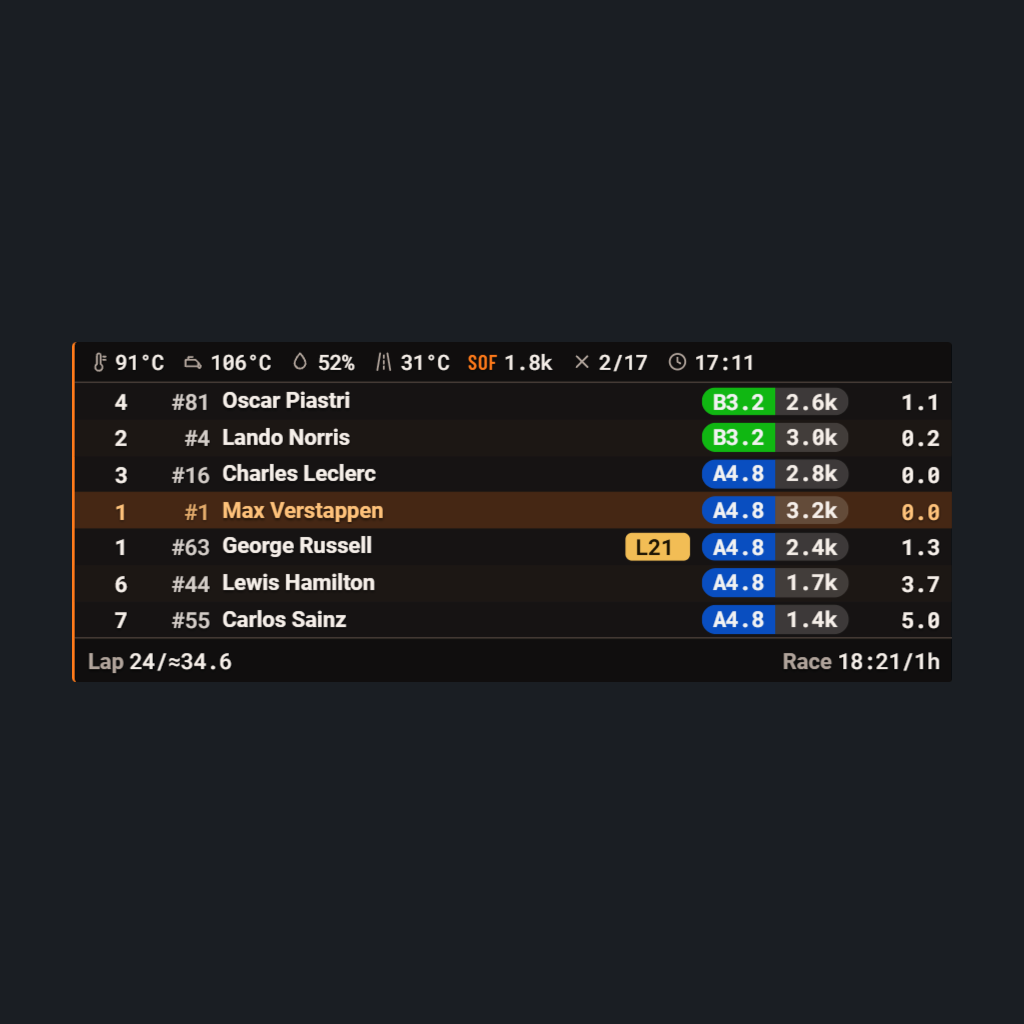 91°C 106°C 52% 31°C SOF 1.8k 2/17 17:11
4 #81 Oscar Piastri B3.2 2.6k 1.1
2 #4 Lando Norris B3.2 3.0k 0.2
3 #16 Charles Leclerc A4.8 2.8k 0.0
1 #1 Max Verstappen A4.8 3.2k 0.0
1 #63 George Russell L21 A4.8 2.4k 1.3
6 #44 Lewis Hamilton A4.8 1.7k 3.7
7 #55 Carlos Sainz A4.8 1.4k 5.0
Lap 24/≈34.6 Race 18:21/1h